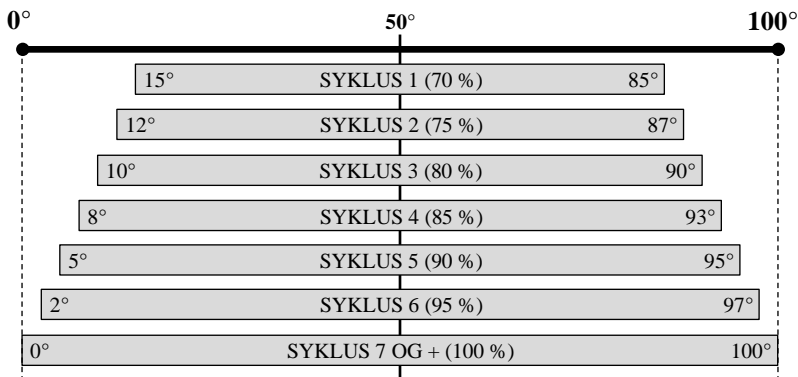 0° 50° 100°
15° SYKLUS 1 (70 %) 85°
12° SYKLUS 2 (75 %) 87°
10° SYKLUS 3 (80 %) 90°
8° SYKLUS 4 (85 %) 93°
5° SYKLUS 5 (90 %) 95°
2° SYKLUS 6 (95 %) 97°
0° SYKLUS 7 OG + (100 %) 100°